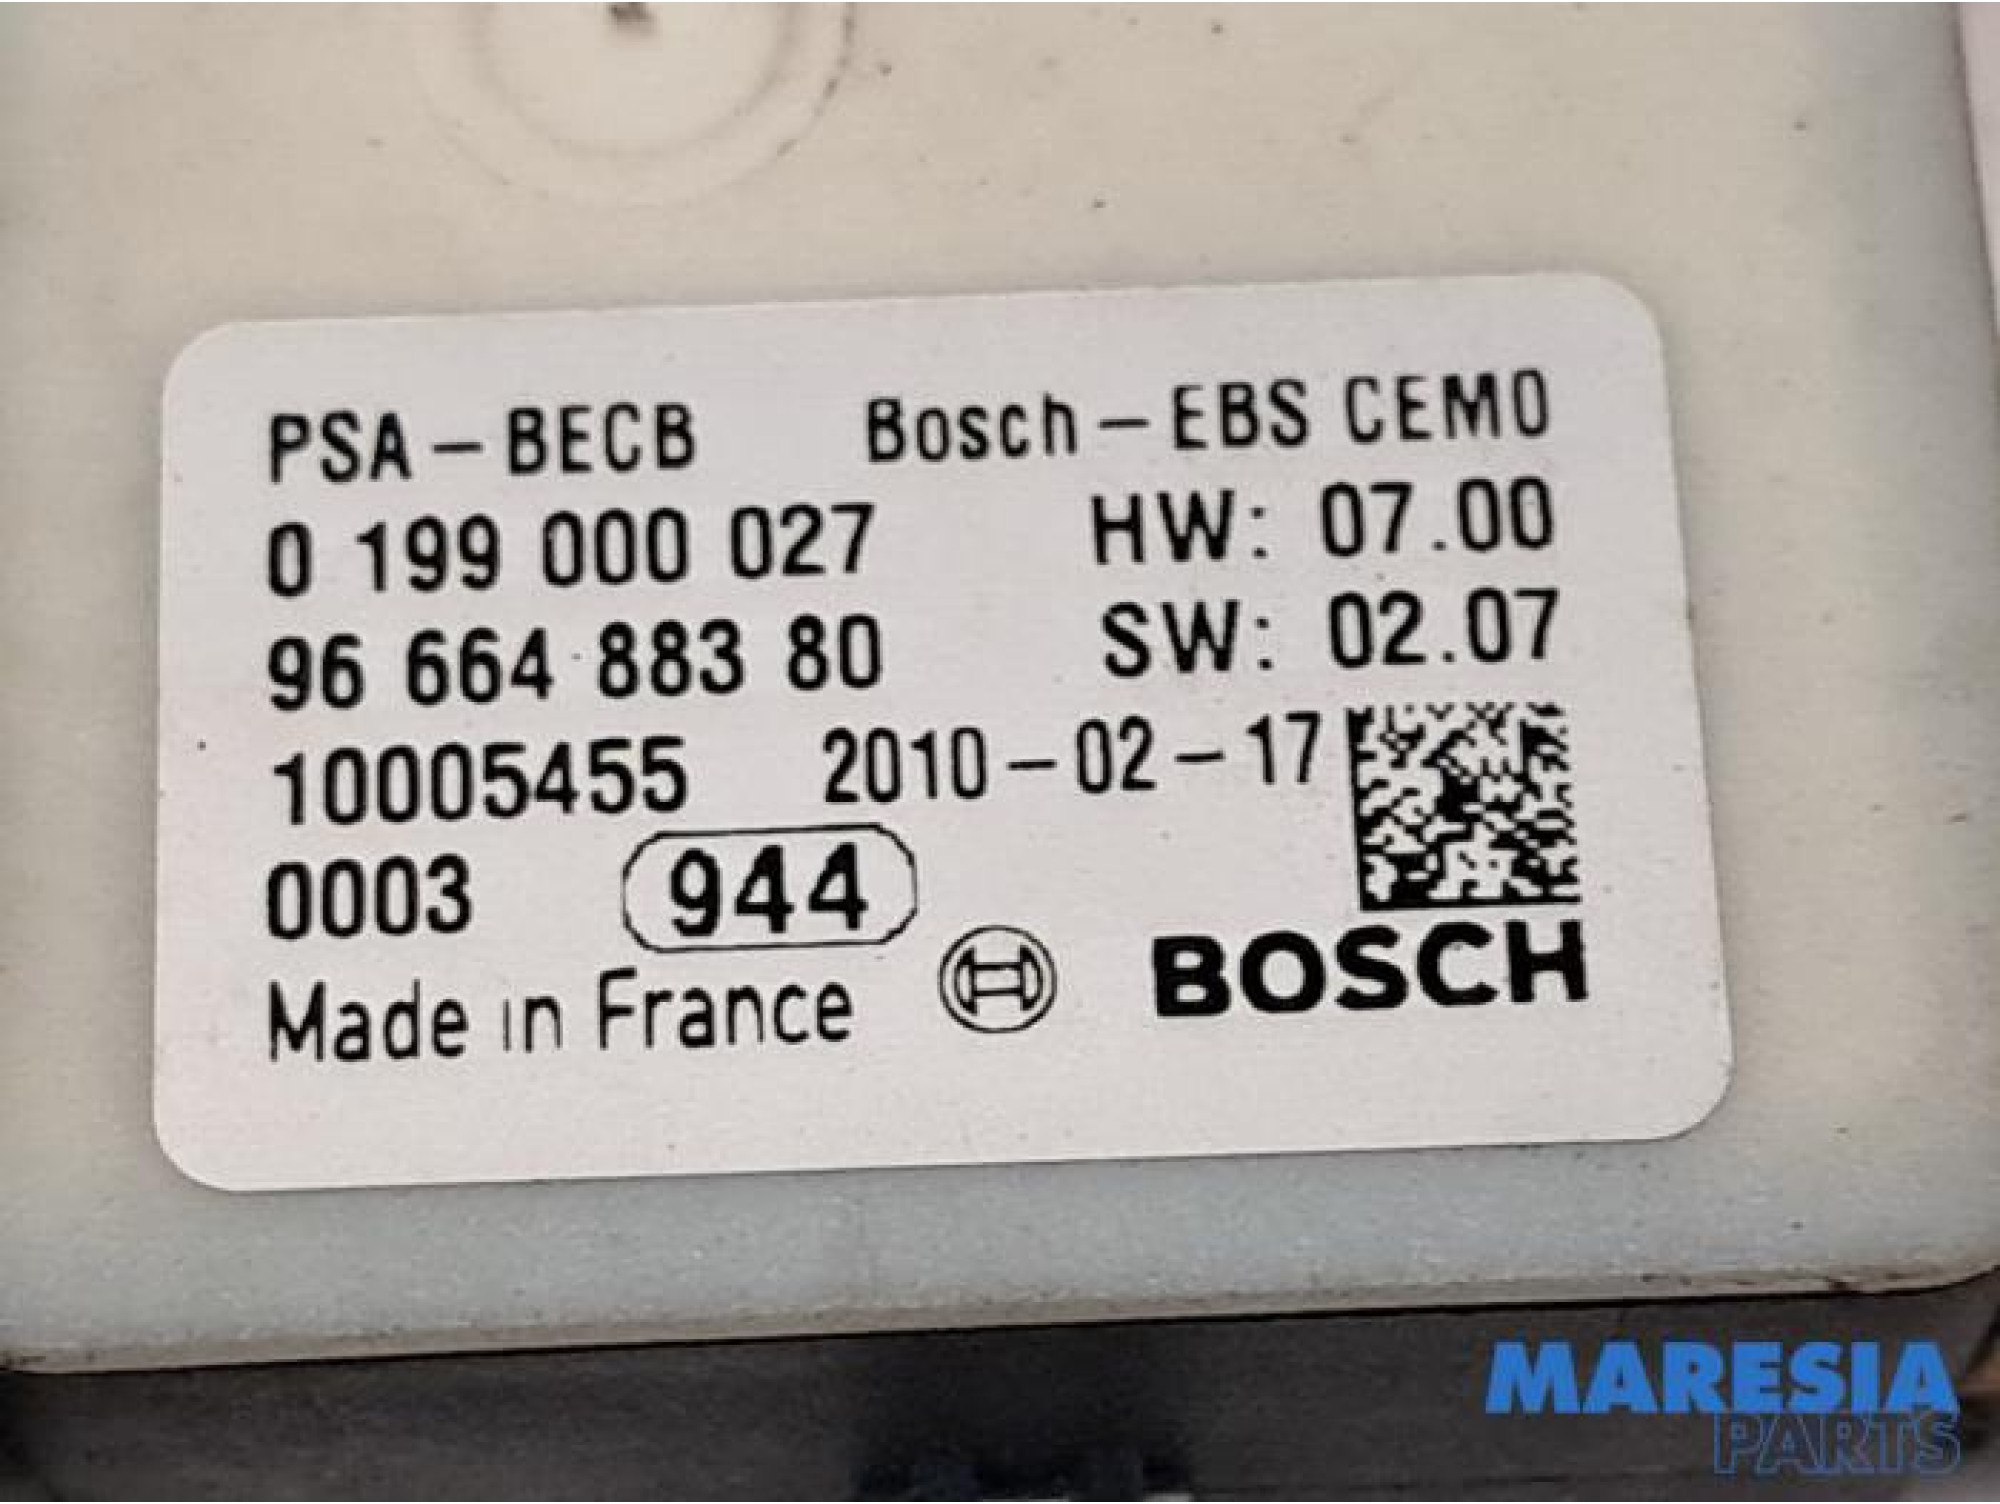 PSA-BECB Bosch-EBS CEM0
0 199 000 027 HW: 07.00
96 664 883 80 SW: 02.07
10005455 2010-02-17
0003 944
Made in France BOSCH
MARESIA
PARTS